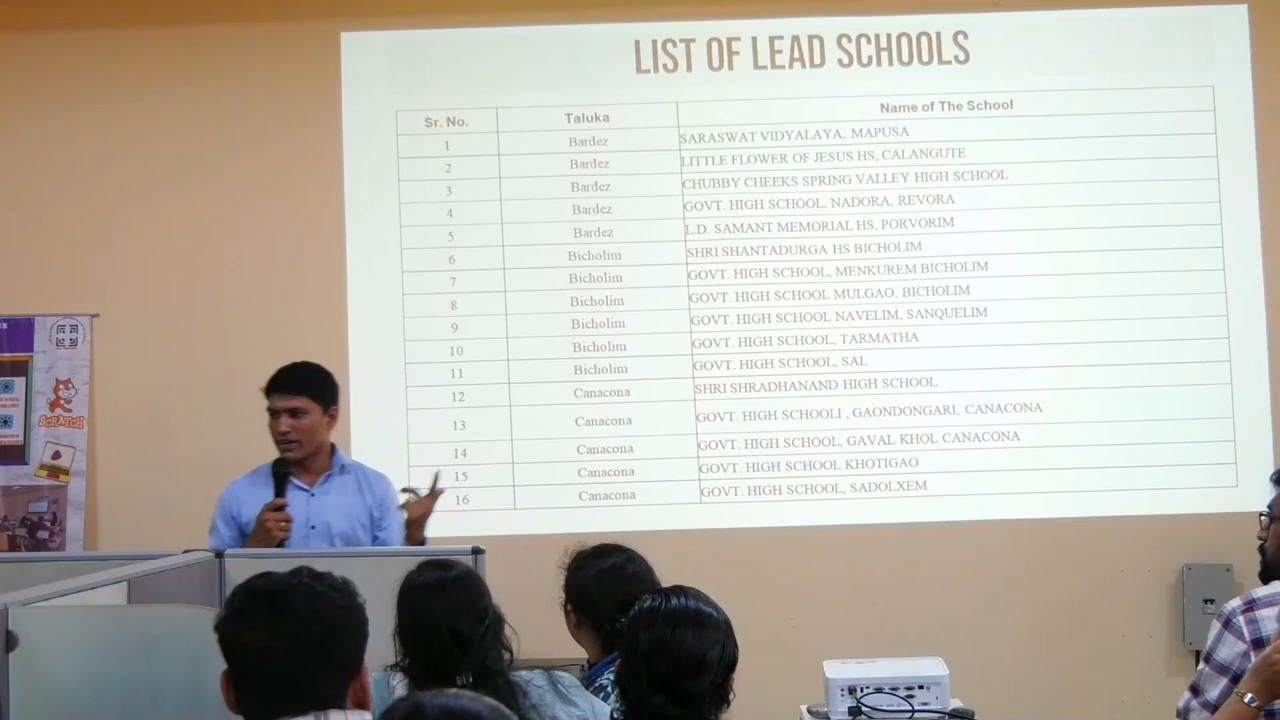 LIST OF LEAD SCHOOLS
Sr. No. Taluka Name of The School
1 Bardez SARASWAT VIDYALAYA, MAPUSA
2 Bardez LITTLE FLOWER OF JESUS HS, CALANGUTE
3 Bardez CHUBBY CHEEKS SPRING VALLEY HIGH SCHOOL
4 Bardez GOVT. HIGH SCHOOL, NADORA, REVORA
5 Bardez L.D. SAMANT MEMORIAL HS, PORVORIM
6 Bicholim SHRI SHANTADURGA HS BICHOLIM
7 Bicholim GOVT. HIGH SCHOOL, MENKUREM BICHOLIM
8 Bicholim GOVT. HIGH SCHOOL MULGAO, BICHOLIM
9 Bicholim GOVT. HIGH SCHOOL NAVELIM, SANQUELIM
10 Bicholim GOVT. HIGH SCHOOL, TARMATHA
11 Bicholim GOVT. HIGH SCHOOL, SAL
12 Canacona SHRI SHRADHANAND HIGH SCHOOL
13 Canacona GOVT. HIGH SCHOOLI , GAONDONGARI, CANACONA
14 Canacona GOVT. HIGH SCHOOL, GAVAL KHOL CANACONA
15 Canacona GOVT. HIGH SCHOOL KHOTIGAO
16 Canacona GOVT. HIGH SCHOOL, SADOLXEM
SCRATCH